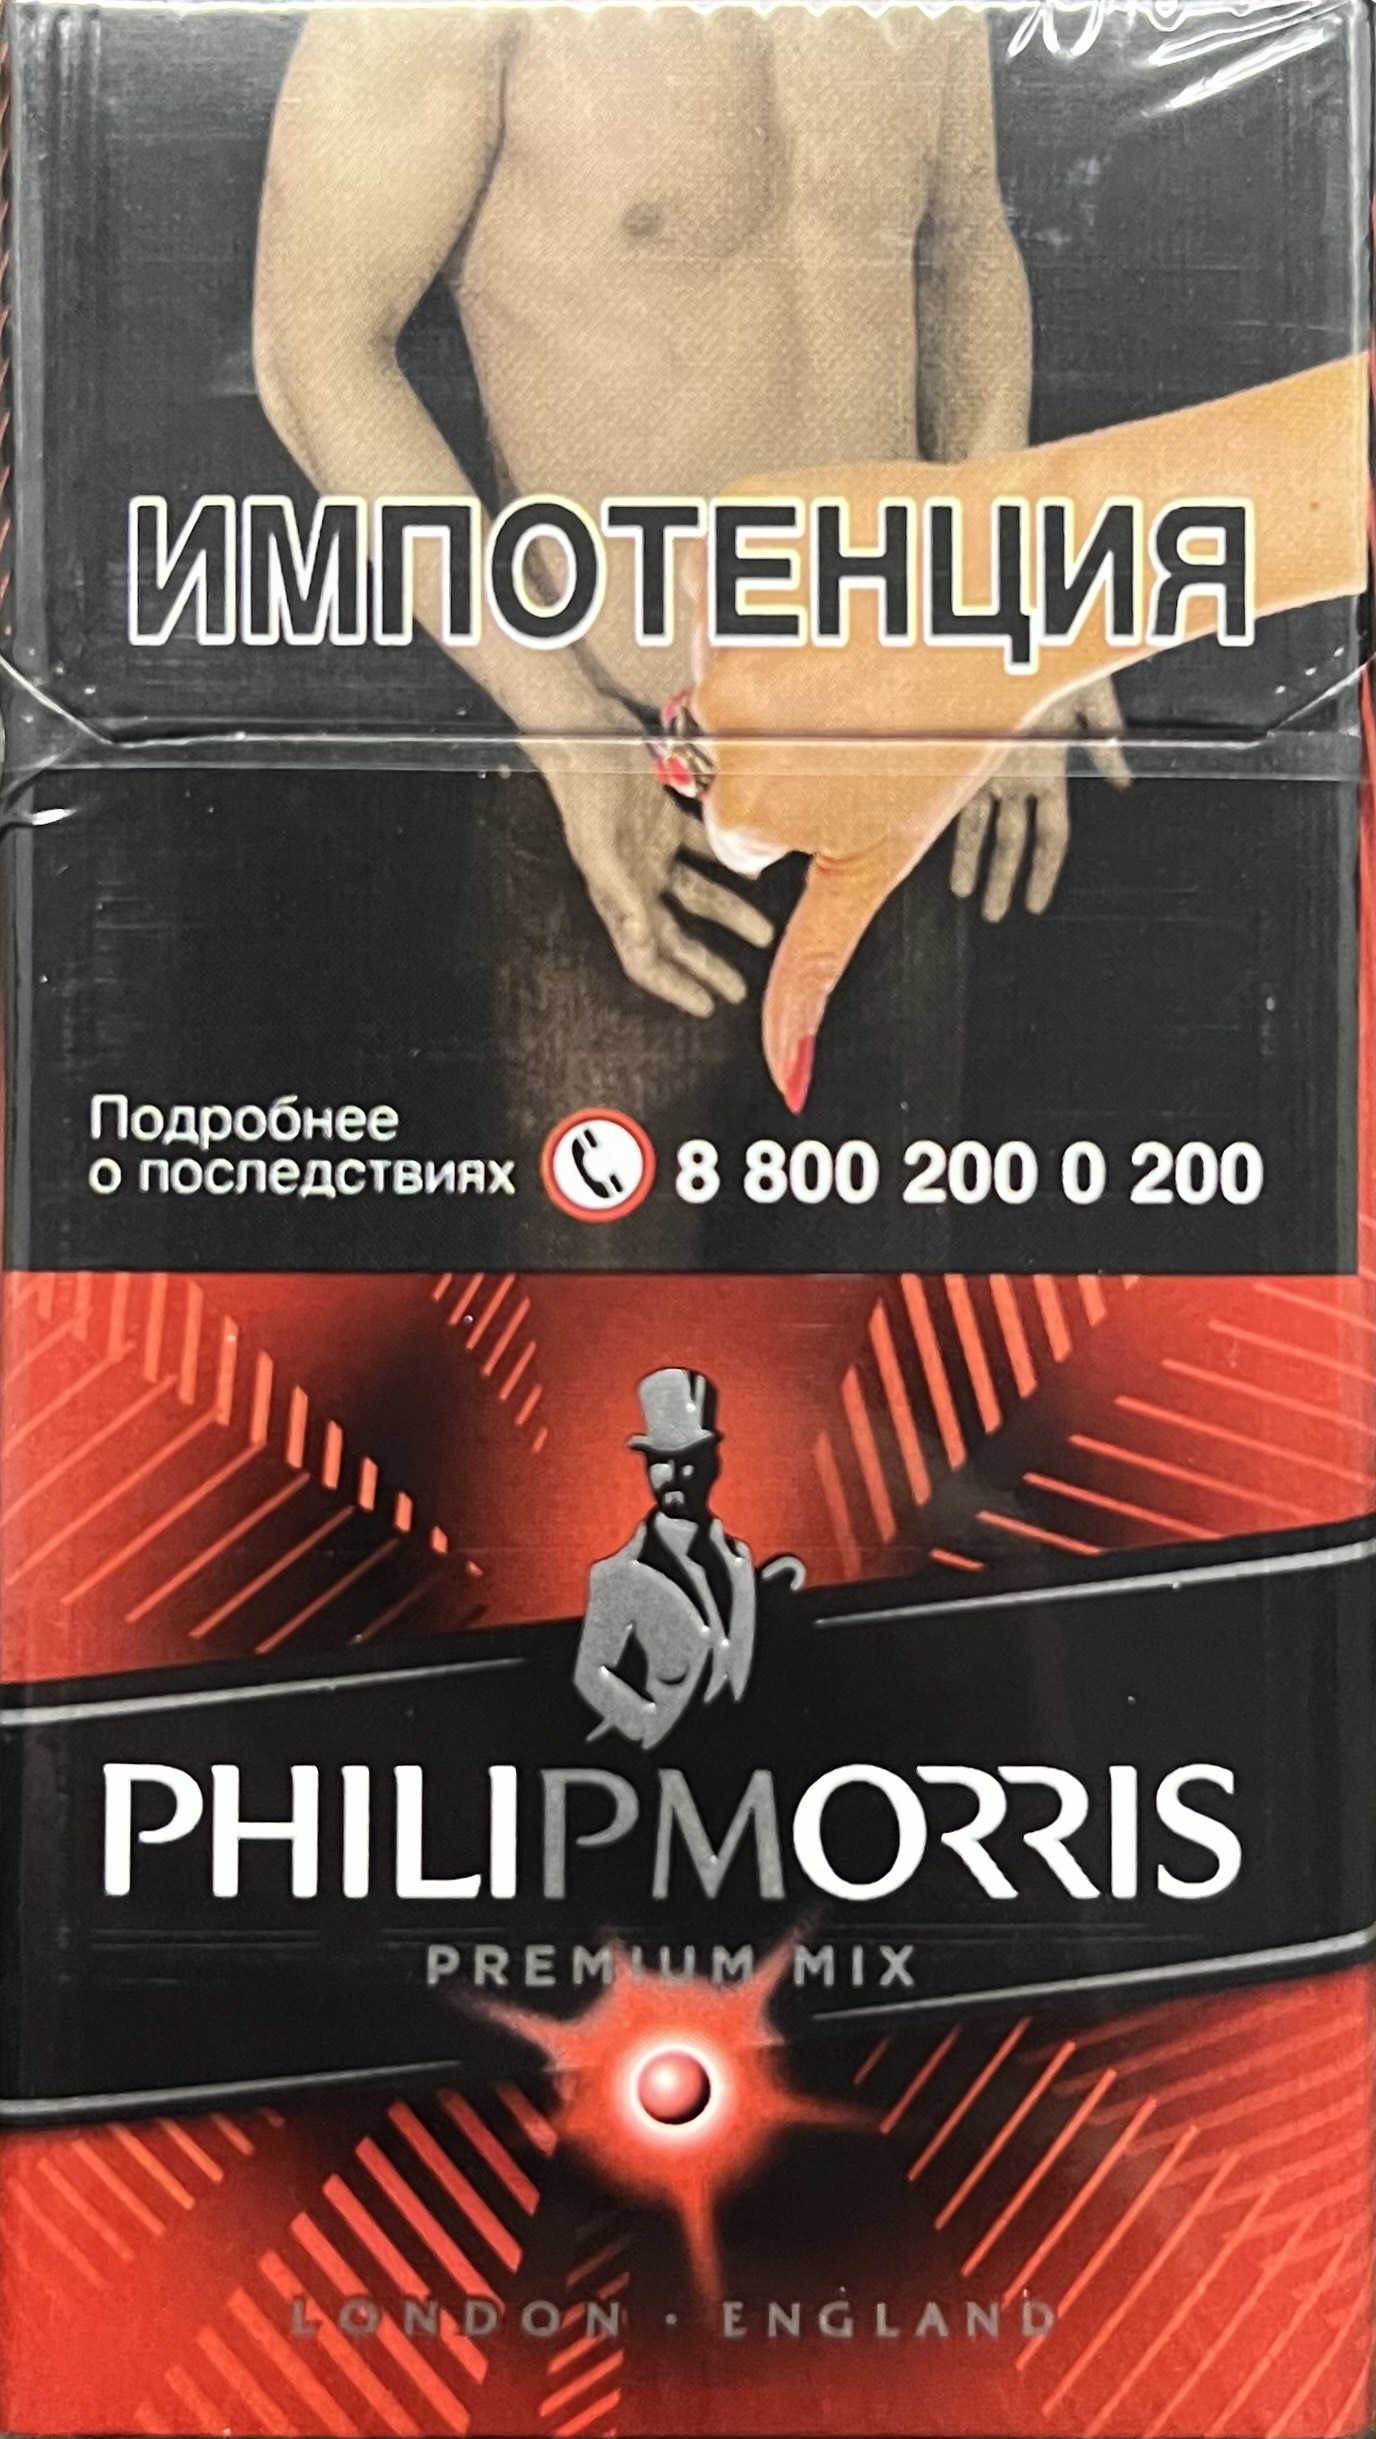 ИМПОТЕНЦИЯ
Подробнее
о последствиях 8 800 200 0 200
PHILIPMORRIS
PREMIUM MIX
LONDON · ENGLAND